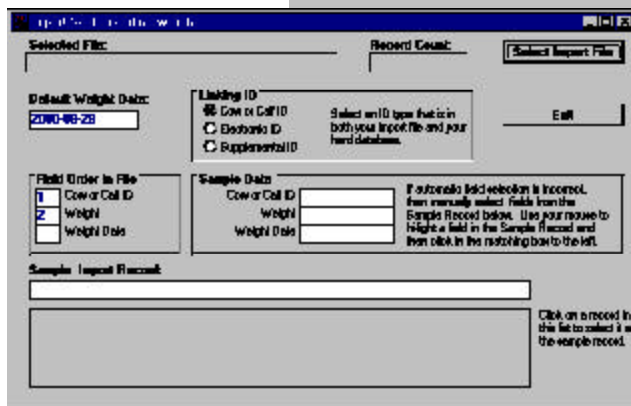 Selected File:
Record Count:
Select Import File
Default Weight Date:
Linking ID
Cow or Calf ID
Electronic ID
Supplemental ID
Select an ID type that is in
both your import file and your
herd database.
Exit
Field Order in File
1 Cow or Calf ID
2 Weight
Weight Date
Sample Data
Cow or Calf ID
Weight
Weight Date
If automatic field selection is incorrect,
then manually select fields from the
Sample Record below. Use your mouse to
hi-light a field in the Sample Record and
then click in the matching box to the left.
Sample Import Record:
Click on a record in
this list to select it
the sample record.